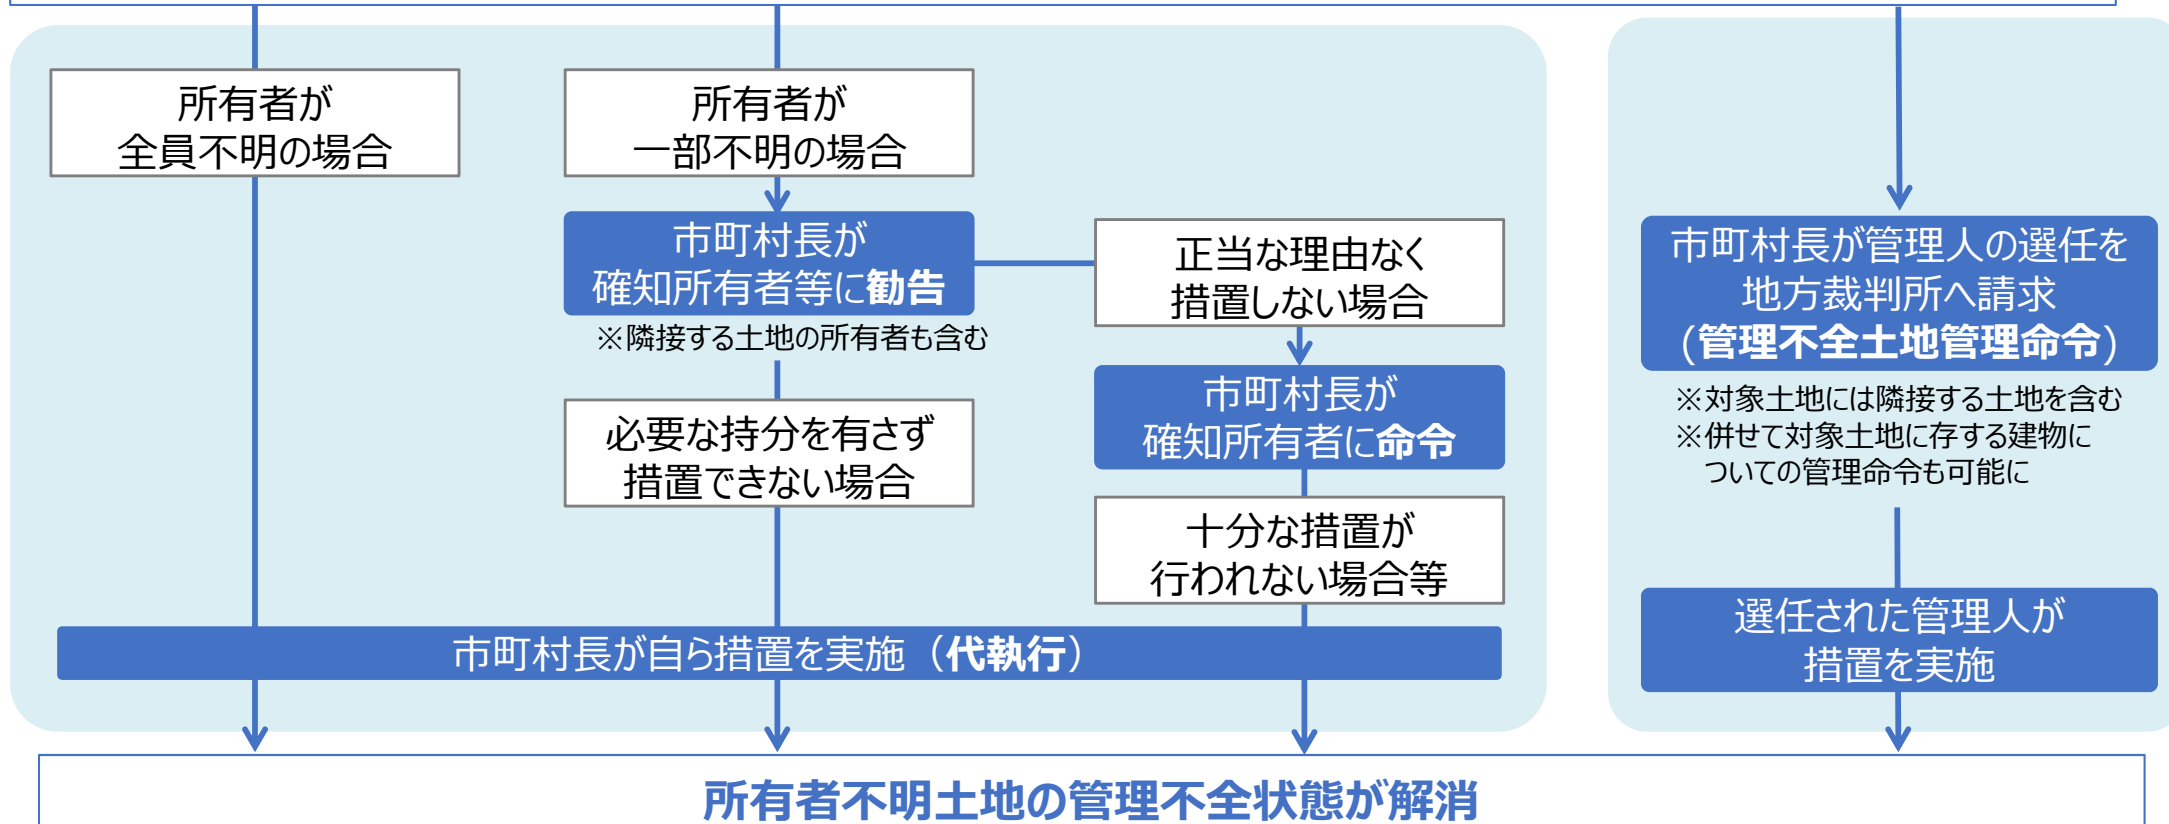 所有者が
全員不明の場合
所有者が
一部不明の場合
市町村長が
確知所有者等に勧告
※隣接する土地の所有者も含む
必要な持分を有さず
措置できない場合
正当な理由なく
措置しない場合
市町村長が
確知所有者に命令
十分な措置が
行われない場合等
市町村長が自ら措置を実施（代執行）
市町村長が管理人の選任を
地方裁判所へ請求
(管理不全土地管理命令)
※対象土地には隣接する土地を含む
※併せて対象土地に存する建物に
ついての管理命令も可能に
選任された管理人が
措置を実施
所有者不明土地の管理不全状態が解消